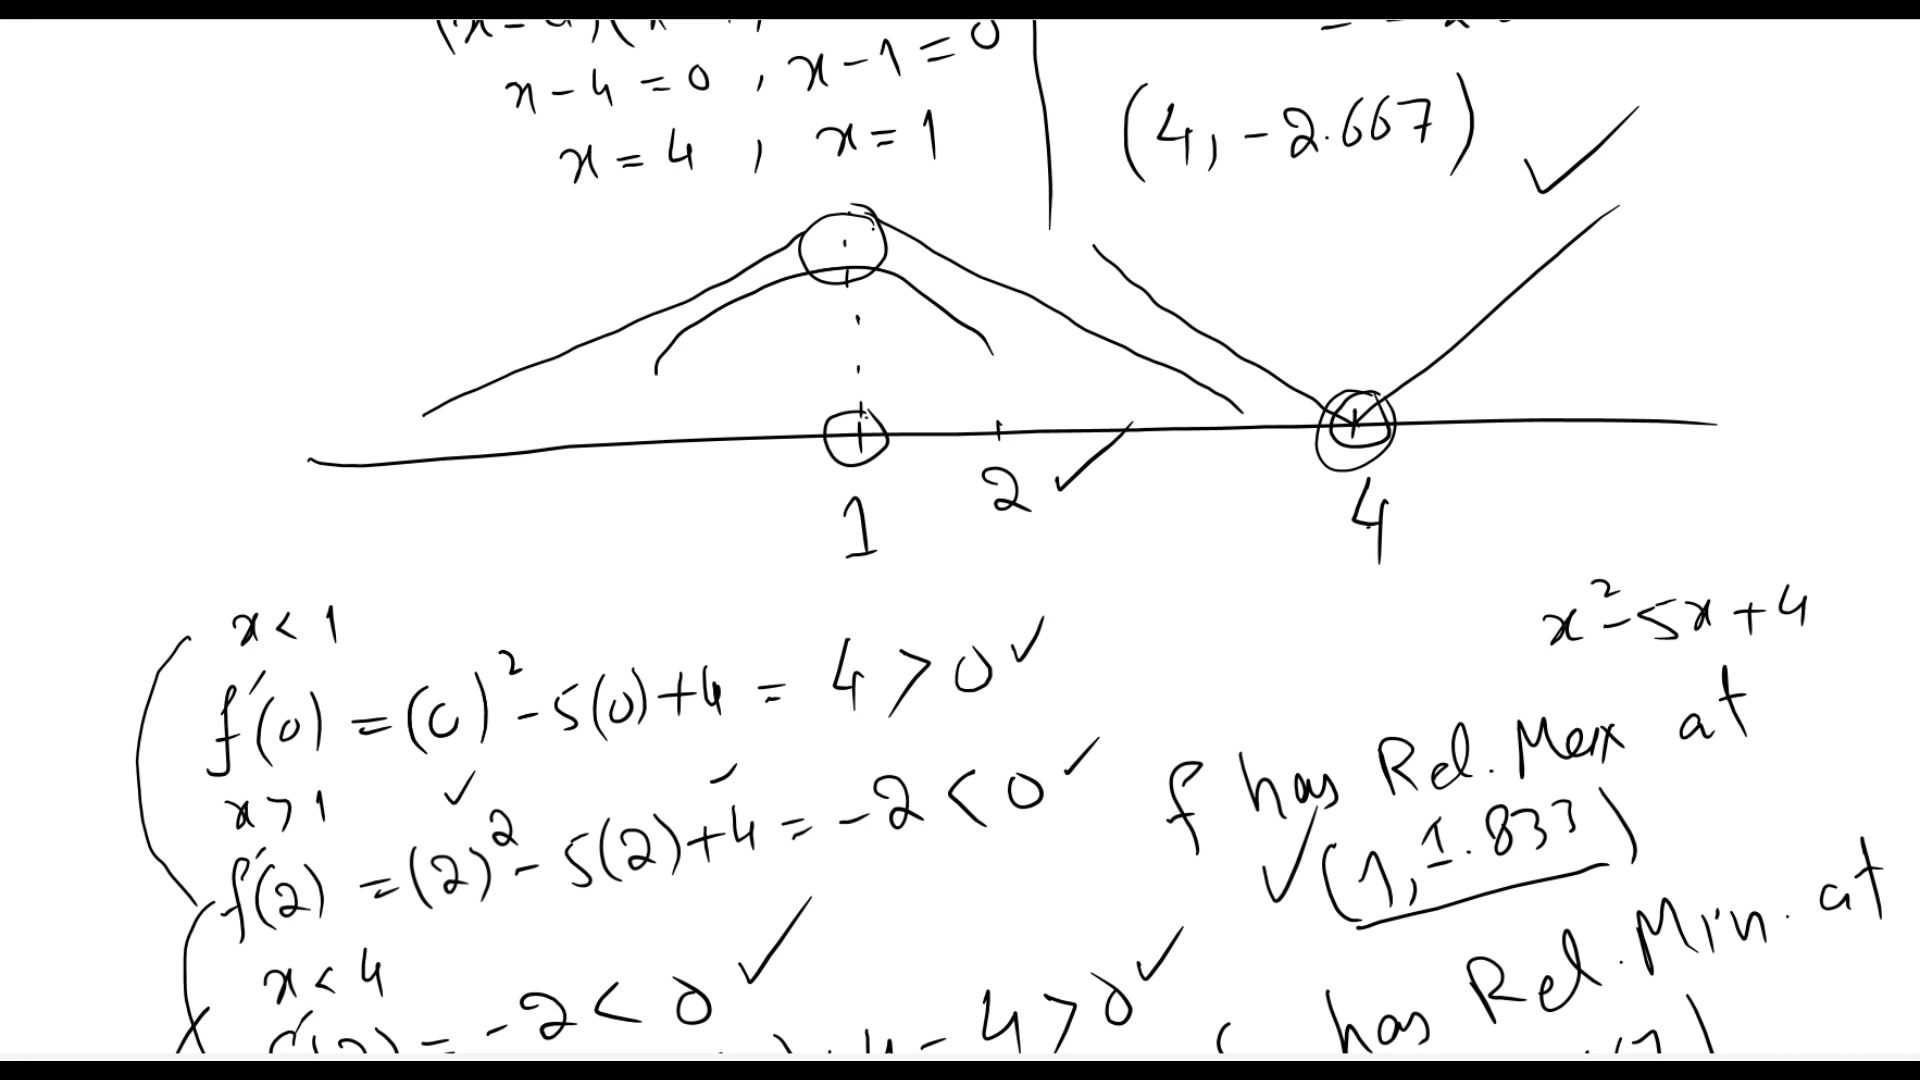 x - 4 = 0 , x - 1 = 0
x = 4 , x = 1
(4, -2.667) ✓
1 2 ✓ 4
x² - 5x + 4
x < 1
f'(0) = (0)² - 5(0) + 4 = 4 > 0 ✓
x > 1
f'(2) = (2)² - 5(2) + 4 = -2 < 0 ✓
f has Rel. Max at
✓ (1, 1.833)
x < 4
= -2 < 0 ✓
4 > 0 ✓
has Rel. Min. at